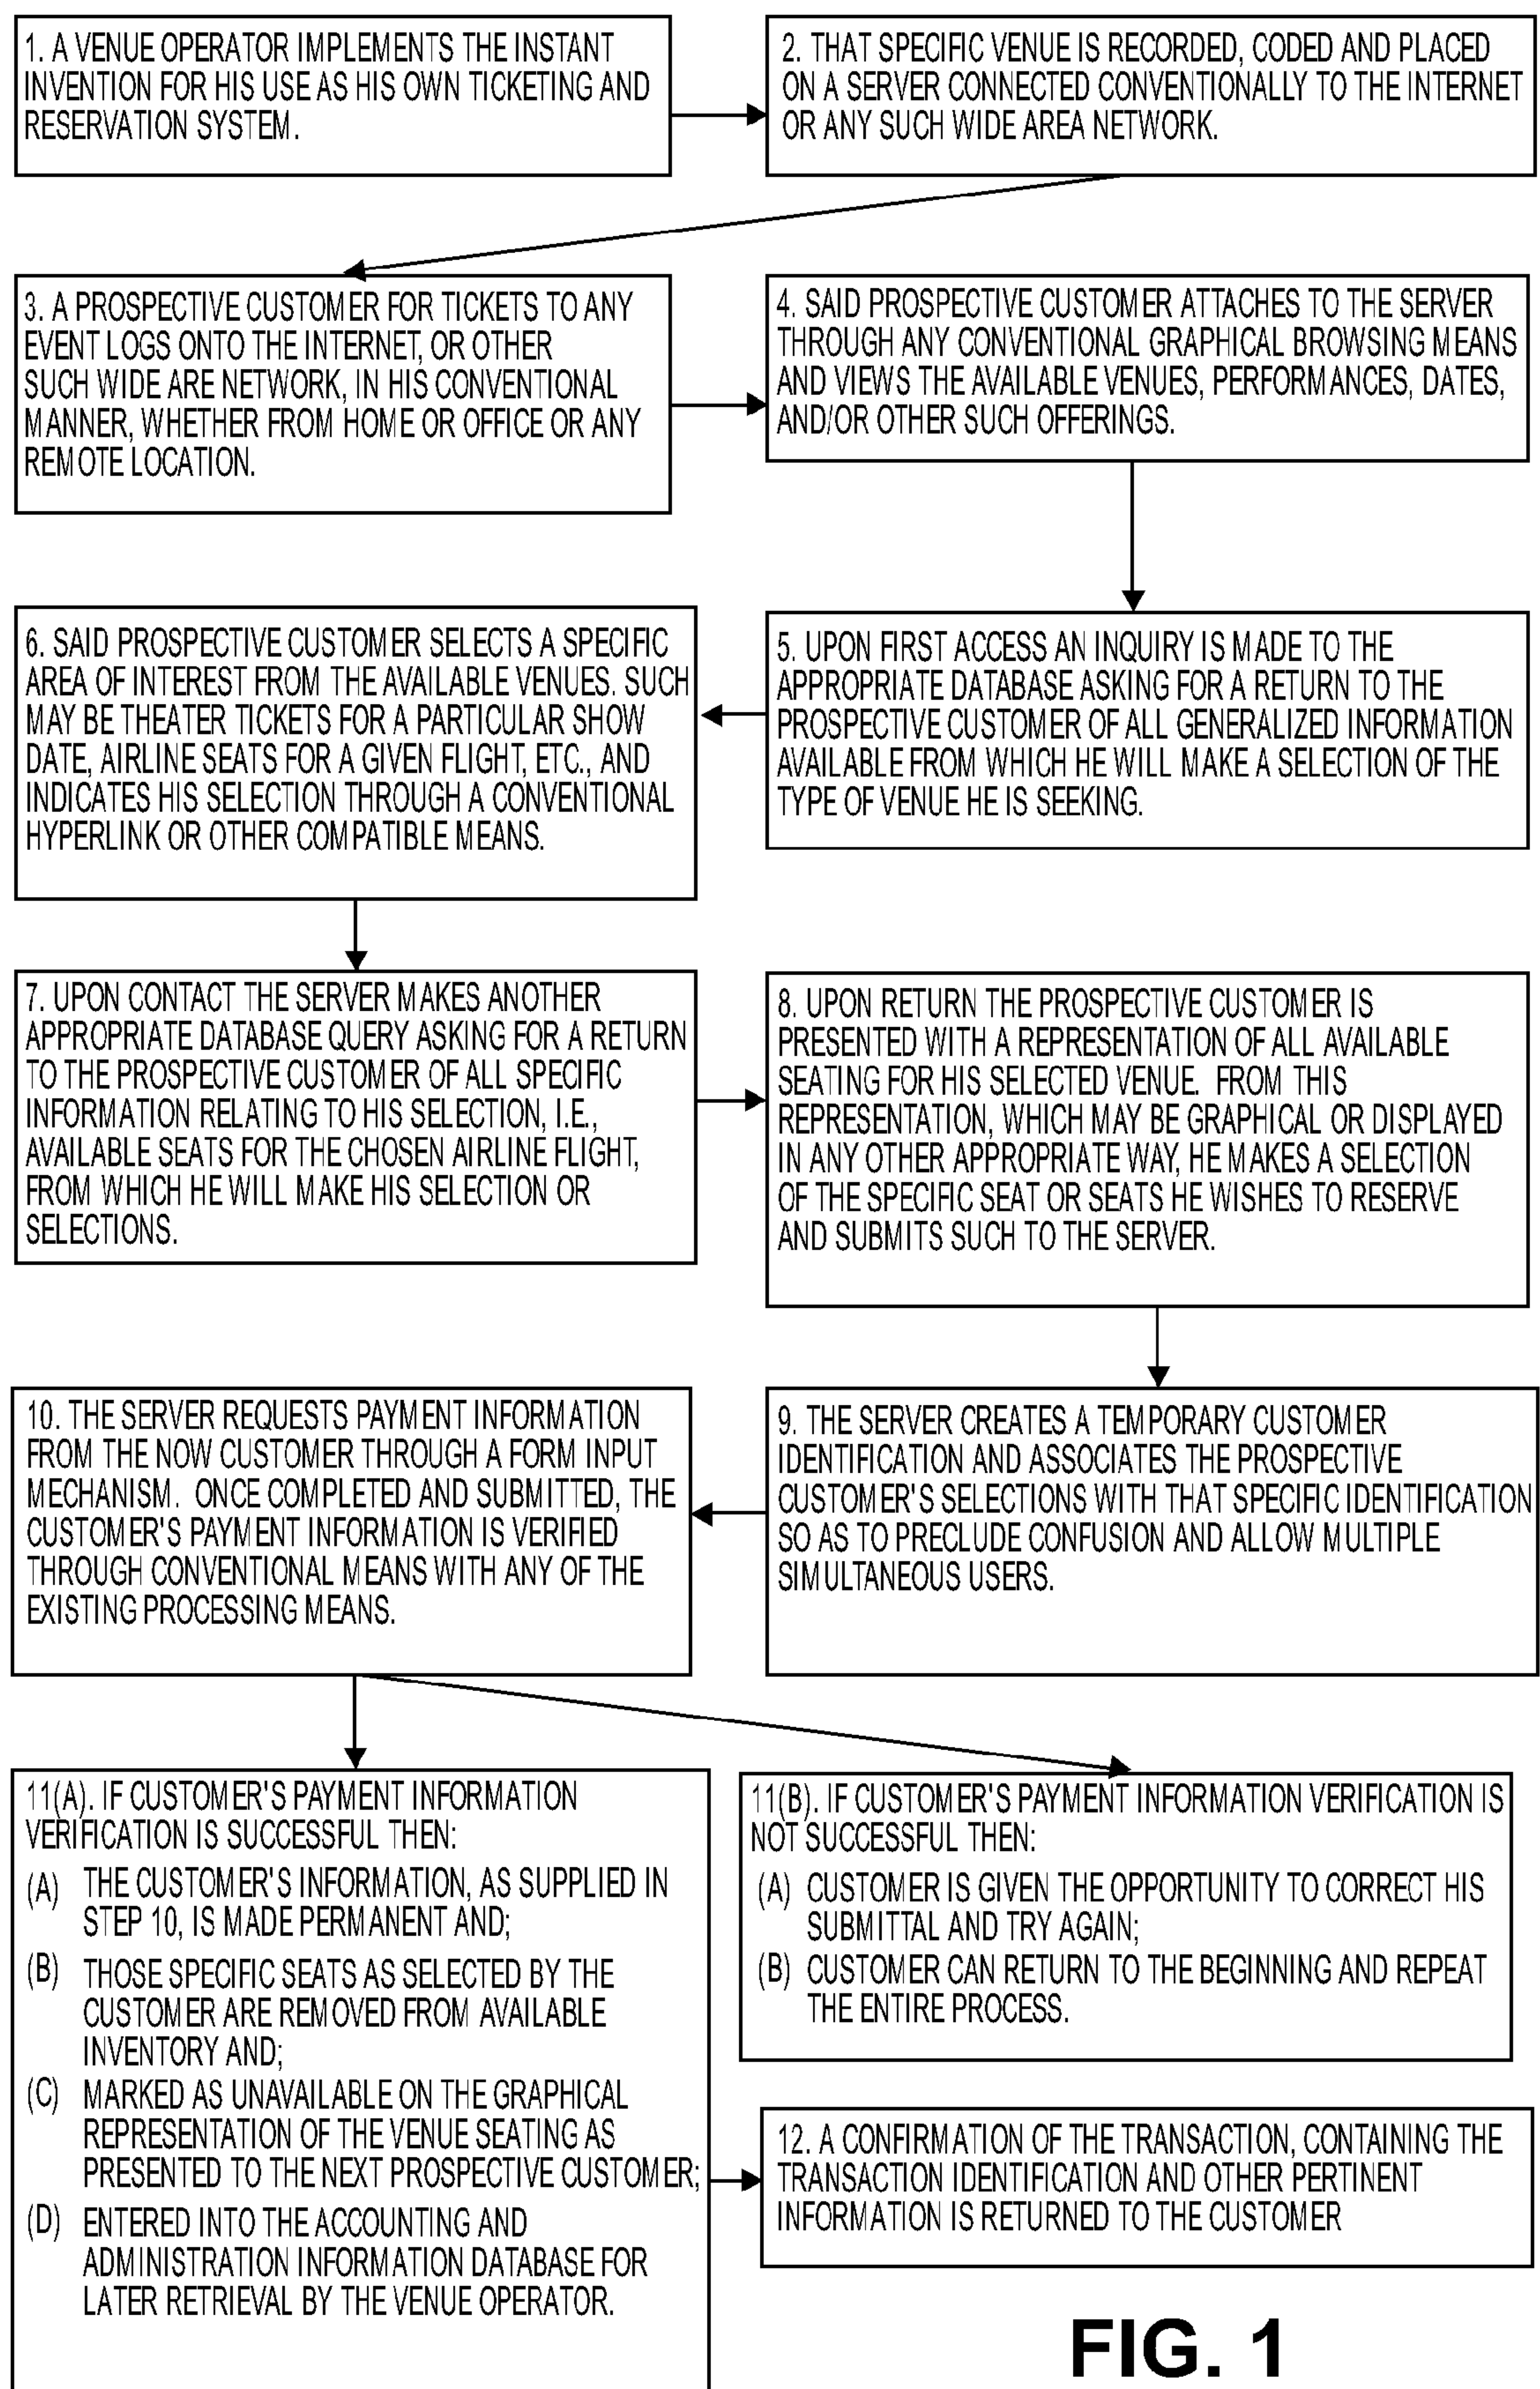 1. A VENUE OPERATOR IMPLEMENTS THE INSTANT
INVENTION FOR HIS USE AS HIS OWN TICKETING AND
RESERVATION SYSTEM.
2. THAT SPECIFIC VENUE IS RECORDED, CODED AND PLACED
ON A SERVER CONNECTED CONVENTIONALLY TO THE INTERNET
OR ANY SUCH WIDE AREA NETWORK.
3. A PROSPECTIVE CUSTOMER FOR TICKETS TO ANY
EVENT LOGS ONTO THE INTERNET, OR OTHER
SUCH WIDE ARE NETWORK, IN HIS CONVENTIONAL
MANNER, WHETHER FROM HOME OR OFFICE OR ANY
REMOTE LOCATION.
4. SAID PROSPECTIVE CUSTOMER ATTACHES TO THE SERVER
THROUGH ANY CONVENTIONAL GRAPHICAL BROWSING MEANS
AND VIEWS THE AVAILABLE VENUES, PERFORMANCES, DATES,
AND/OR OTHER SUCH OFFERINGS.
5. UPON FIRST ACCESS AN INQUIRY IS MADE TO THE
APPROPRIATE DATABASE ASKING FOR A RETURN TO THE
PROSPECTIVE CUSTOMER OF ALL GENERALIZED INFORMATION
AVAILABLE FROM WHICH HE WILL MAKE A SELECTION OF THE
TYPE OF VENUE HE IS SEEKING.
6. SAID PROSPECTIVE CUSTOMER SELECTS A SPECIFIC
AREA OF INTEREST FROM THE AVAILABLE VENUES. SUCH
MAY BE THEATER TICKETS FOR A PARTICULAR SHOW
DATE, AIRLINE SEATS FOR A GIVEN FLIGHT, ETC., AND
INDICATES HIS SELECTION THROUGH A CONVENTIONAL
HYPERLINK OR OTHER COMPATIBLE MEANS.
7. UPON CONTACT THE SERVER MAKES ANOTHER
APPROPRIATE DATABASE QUERY ASKING FOR A RETURN
TO THE PROSPECTIVE CUSTOMER OF ALL SPECIFIC
INFORMATION RELATING TO HIS SELECTION, I.E.,
AVAILABLE SEATS FOR THE CHOSEN AIRLINE FLIGHT,
FROM WHICH HE WILL MAKE HIS SELECTION OR
SELECTIONS.
8. UPON RETURN THE PROSPECTIVE CUSTOMER IS
PRESENTED WITH A REPRESENTATION OF ALL AVAILABLE
SEATING FOR HIS SELECTED VENUE. FROM THIS
REPRESENTATION, WHICH MAY BE GRAPHICAL OR DISPLAYED
IN ANY OTHER APPROPRIATE WAY, HE MAKES A SELECTION
OF THE SPECIFIC SEAT OR SEATS HE WISHES TO RESERVE
AND SUBMITS SUCH TO THE SERVER.
9. THE SERVER CREATES A TEMPORARY CUSTOMER
IDENTIFICATION AND ASSOCIATES THE PROSPECTIVE
CUSTOMER'S SELECTIONS WITH THAT SPECIFIC IDENTIFICATION
SO AS TO PRECLUDE CONFUSION AND ALLOW MULTIPLE
SIMULTANEOUS USERS.
10. THE SERVER REQUESTS PAYMENT INFORMATION
FROM THE NOW CUSTOMER THROUGH A FORM INPUT
MECHANISM. ONCE COMPLETED AND SUBMITTED, THE
CUSTOMER'S PAYMENT INFORMATION IS VERIFIED
THROUGH CONVENTIONAL MEANS WITH ANY OF THE
EXISTING PROCESSING MEANS.
11(A). IF CUSTOMER'S PAYMENT INFORMATION
VERIFICATION IS SUCCESSFUL THEN:
(A) THE CUSTOMER'S INFORMATION, AS SUPPLIED IN
STEP 10, IS MADE PERMANENT AND;
(B) THOSE SPECIFIC SEATS AS SELECTED BY THE
CUSTOMER ARE REMOVED FROM AVAILABLE
INVENTORY AND;
(C) MARKED AS UNAVAILABLE ON THE GRAPHICAL
REPRESENTATION OF THE VENUE SEATING AS
PRESENTED TO THE NEXT PROSPECTIVE CUSTOMER;
(D) ENTERED INTO THE ACCOUNTING AND
ADMINISTRATION INFORMATION DATABASE FOR
LATER RETRIEVAL BY THE VENUE OPERATOR.
11(B). IF CUSTOMER'S PAYMENT INFORMATION VERIFICATION IS
NOT SUCCESSFUL THEN:
(A) CUSTOMER IS GIVEN THE OPPORTUNITY TO CORRECT HIS
SUBMITTAL AND TRY AGAIN;
(B) CUSTOMER CAN RETURN TO THE BEGINNING AND REPEAT
THE ENTIRE PROCESS.
12. A CONFIRMATION OF THE TRANSACTION, CONTAINING THE
TRANSACTION IDENTIFICATION AND OTHER PERTINENT
INFORMATION IS RETURNED TO THE CUSTOMER
FIG. 1